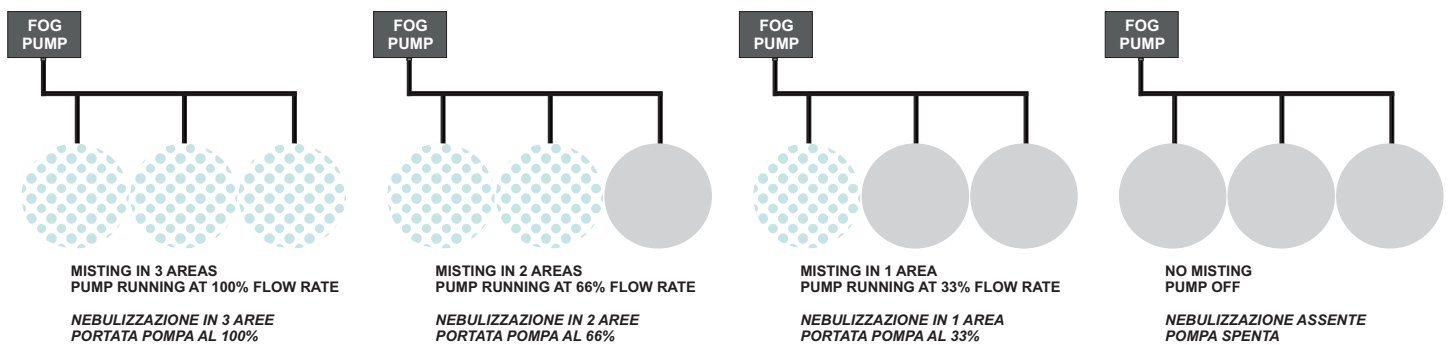 FOG
PUMP
MISTING IN 3 AREAS
PUMP RUNNING AT 100% FLOW RATE
NEBULIZZAZIONE IN 3 AREE
PORTATA POMPA AL 100%
FOG
PUMP
MISTING IN 2 AREAS
PUMP RUNNING AT 66% FLOW RATE
NEBULIZZAZIONE IN 2 AREE
PORTATA POMPA AL 66%
FOG
PUMP
MISTING IN 1 AREA
PUMP RUNNING AT 33% FLOW RATE
NEBULIZZAZIONE IN 1 AREA
PORTATA POMPA AL 33%
FOG
PUMP
NO MISTING
PUMP OFF
NEBULIZZAZIONE ASSENTE
POMPA SPENTA